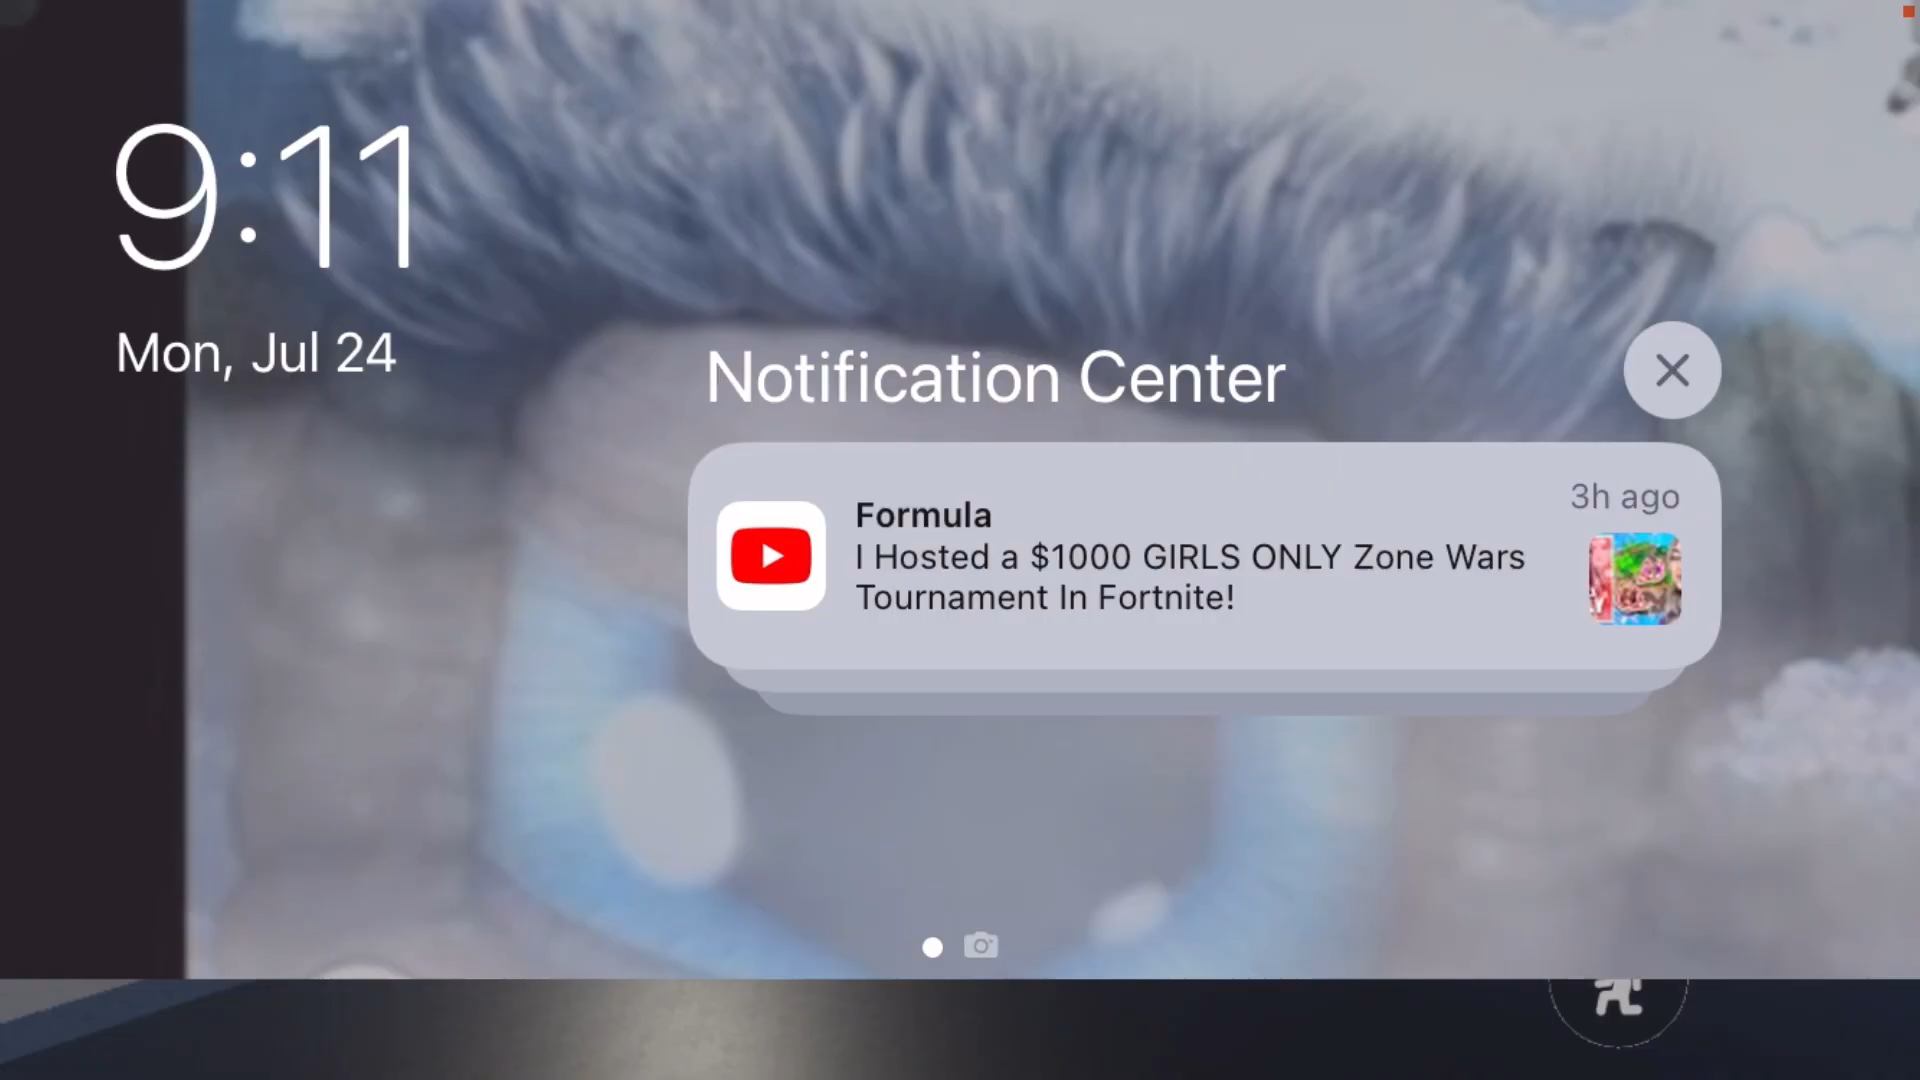 9:11
Mon, Jul 24
Notification Center
Formula
3h ago
I Hosted a $1000 GIRLS ONLY Zone Wars
Tournament In Fortnite!